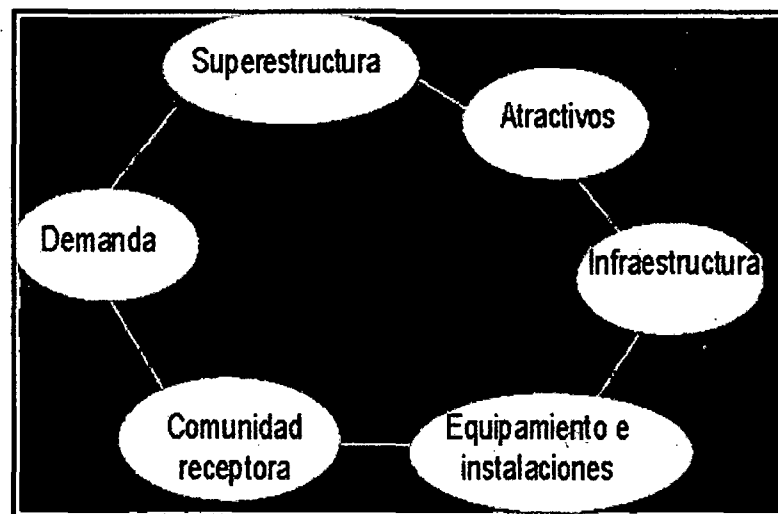 Superestructura
Atractivos
Demanda
Infraestructura
Comunidad
receptora
Equipamiento e
instalaciones